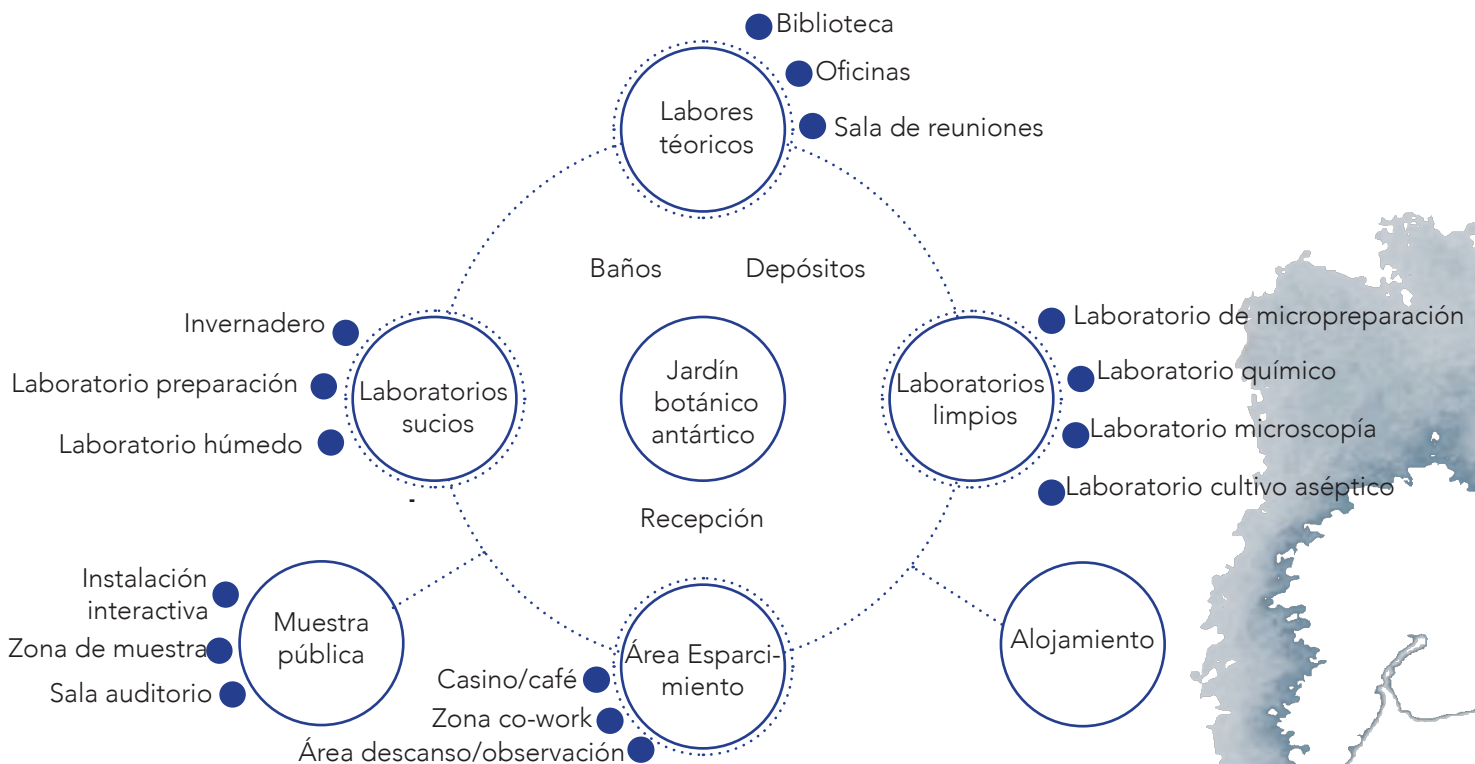 Biblioteca
Oficinas
Sala de reuniones
Labores
téoricos
Baños
Depósitos
Invernadero
Laboratorio preparación
Laboratorio húmedo
Laboratorios
sucios
Jardín
botánico
antártico
Laboratorios
limpios
Laboratorio de micropreparación
Laboratorio químico
Laboratorio microscopía
Laboratorio cultivo aséptico
-
Recepción
Instalación
interactiva
Zona de muestra
Sala auditorio
Muestra
pública
Casino/café
Zona co-work
Área descanso/observación
Área Esparci-
miento
Alojamiento